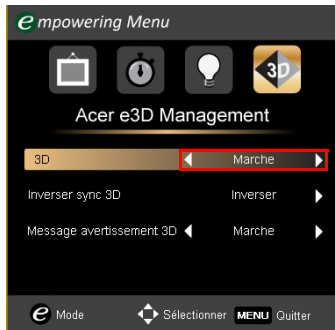 e mpowering Menu
3D
Acer e3D Management
3D Marche
Inverser sync 3D Inverser
Message avertissement 3D Marche
e Mode Sélectionner MENU Quitter